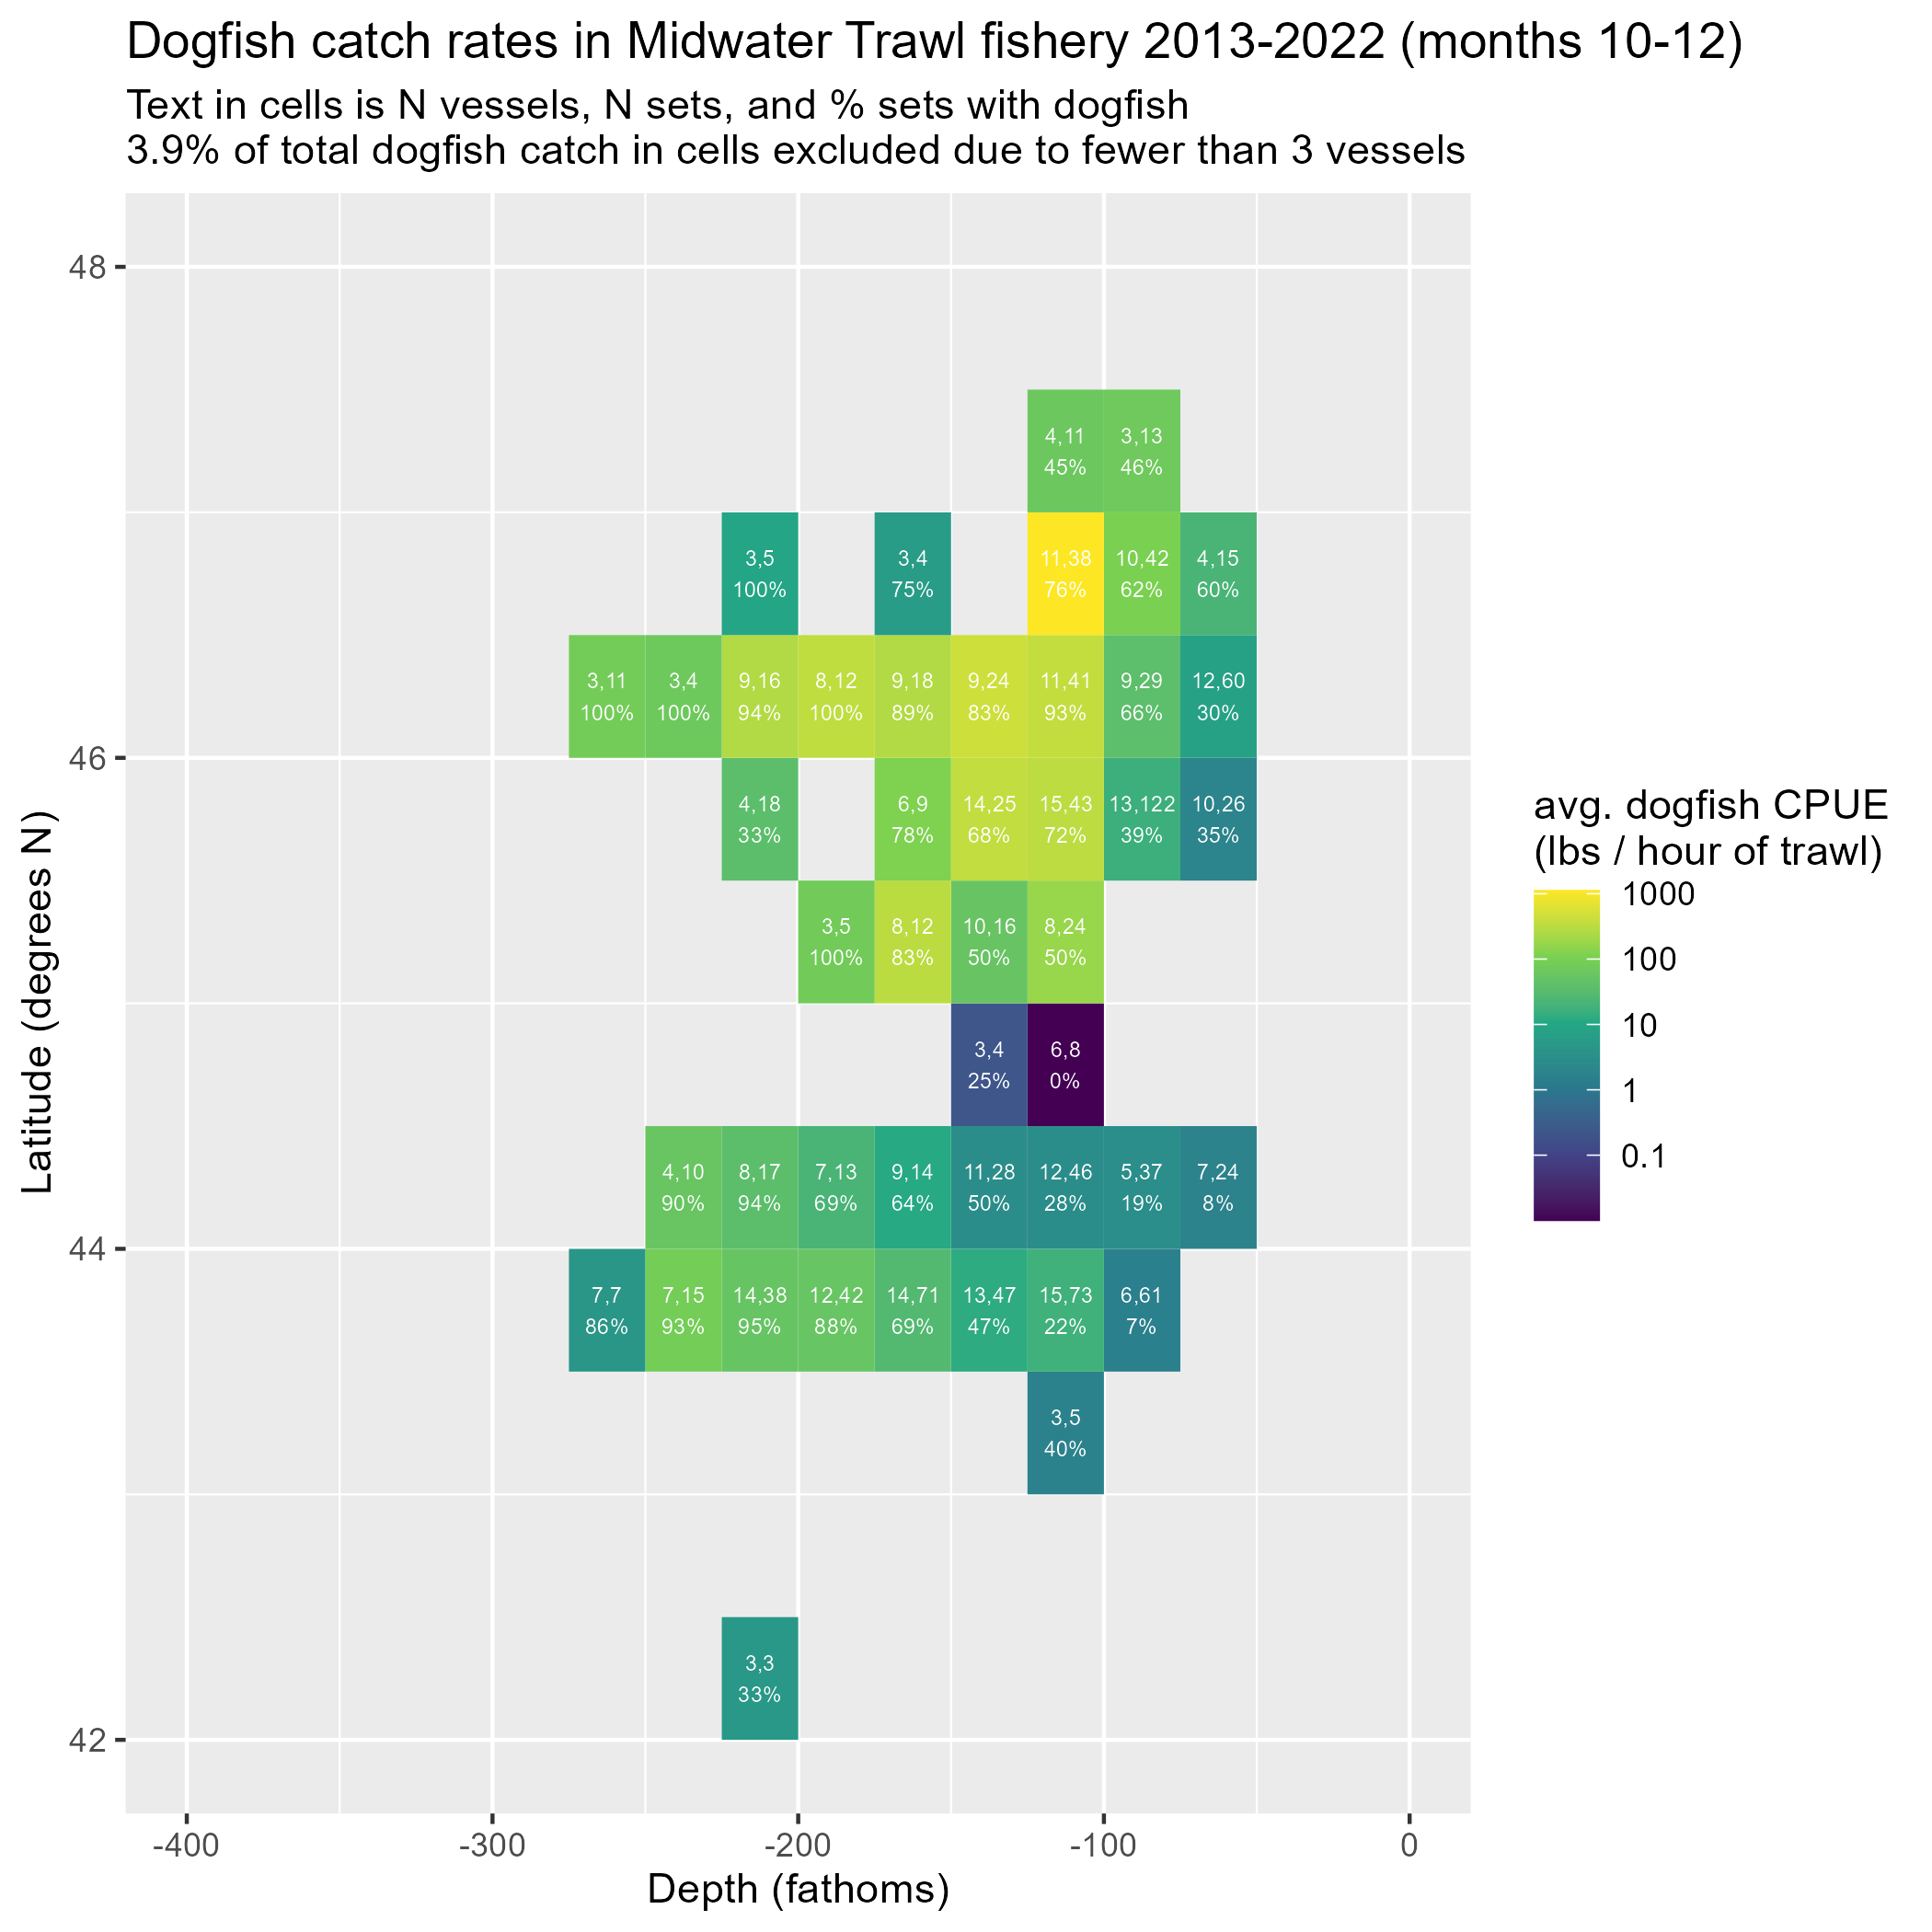 Dogfish catch rates in Midwater Trawl fishery 2013-2022 (months 10-12)
Text in cells is N vessels, N sets, and % sets with dogfish
3.9% of total dogfish catch in cells excluded due to fewer than 3 vessels
48
4,11 3,13
45% 46%
3,5 3,4 11,38 10,42 4,15
100% 75% 76% 62% 60%
3,11 3,4 9,16 8,12 9,18 9,24 11,41 9,29 12,60
100% 100% 94% 100% 89% 83% 93% 66% 30%
46
4,18 6,9 14,25 15,43 13,122 10,26
33% 78% 68% 72% 39% 35%
3,5 8,12 10,16 8,24
100% 83% 50% 50%
3,4 6,8
25% 0%
4,10 8,17 7,13 9,14 11,28 12,46 5,37 7,24
90% 94% 69% 64% 50% 28% 19% 8%
44
7,7 7,15 14,38 12,42 14,71 13,47 15,73 6,61
86% 93% 95% 88% 69% 47% 22% 7%
3,5
40%
3,3
33%
42
Latitude (degrees N)
-400 -300 -200 -100 0
Depth (fathoms)
avg. dogfish CPUE
(lbs / hour of trawl)
1000
100
10
1
0.1